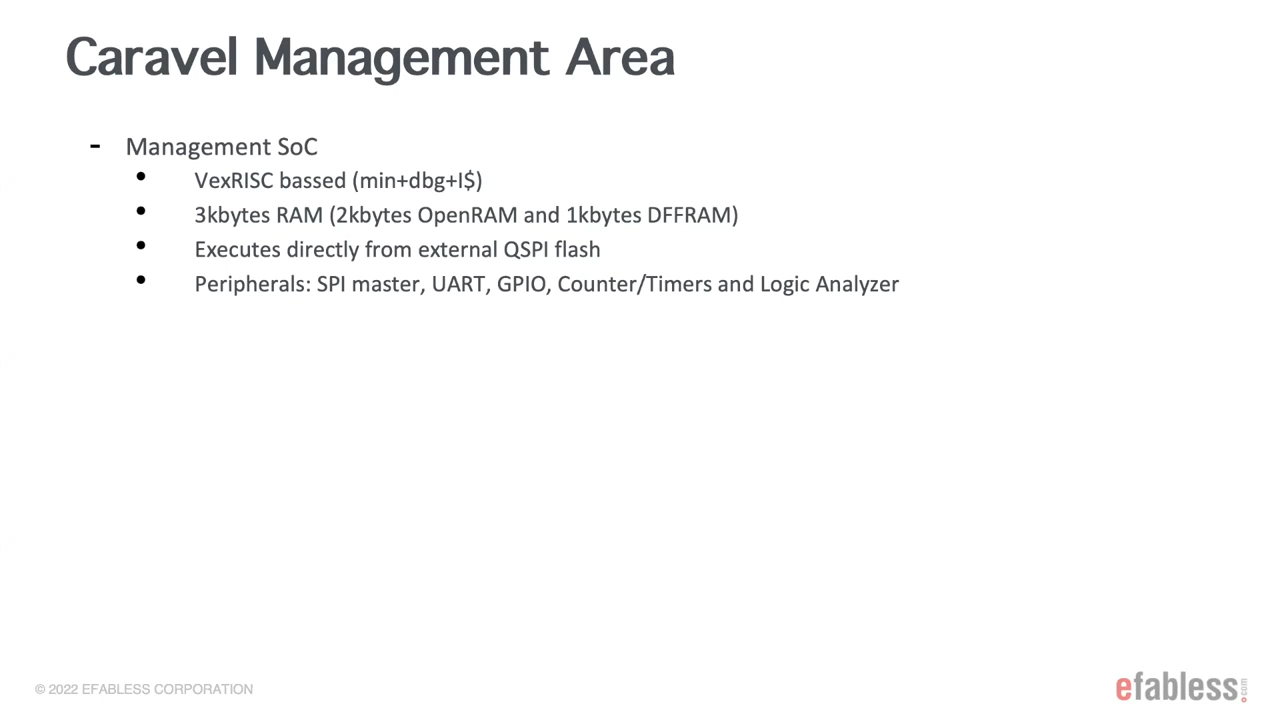 Caravel Management Area
- Management SoC
• VexRISC bassed (min+dbg+I$)
• 3kbytes RAM (2kbytes OpenRAM and 1kbytes DFFRAM)
• Executes directly from external QSPI flash
• Peripherals: SPI master, UART, GPIO, Counter/Timers and Logic Analyzer
© 2022 EFABLESS CORPORATION
efabless.com